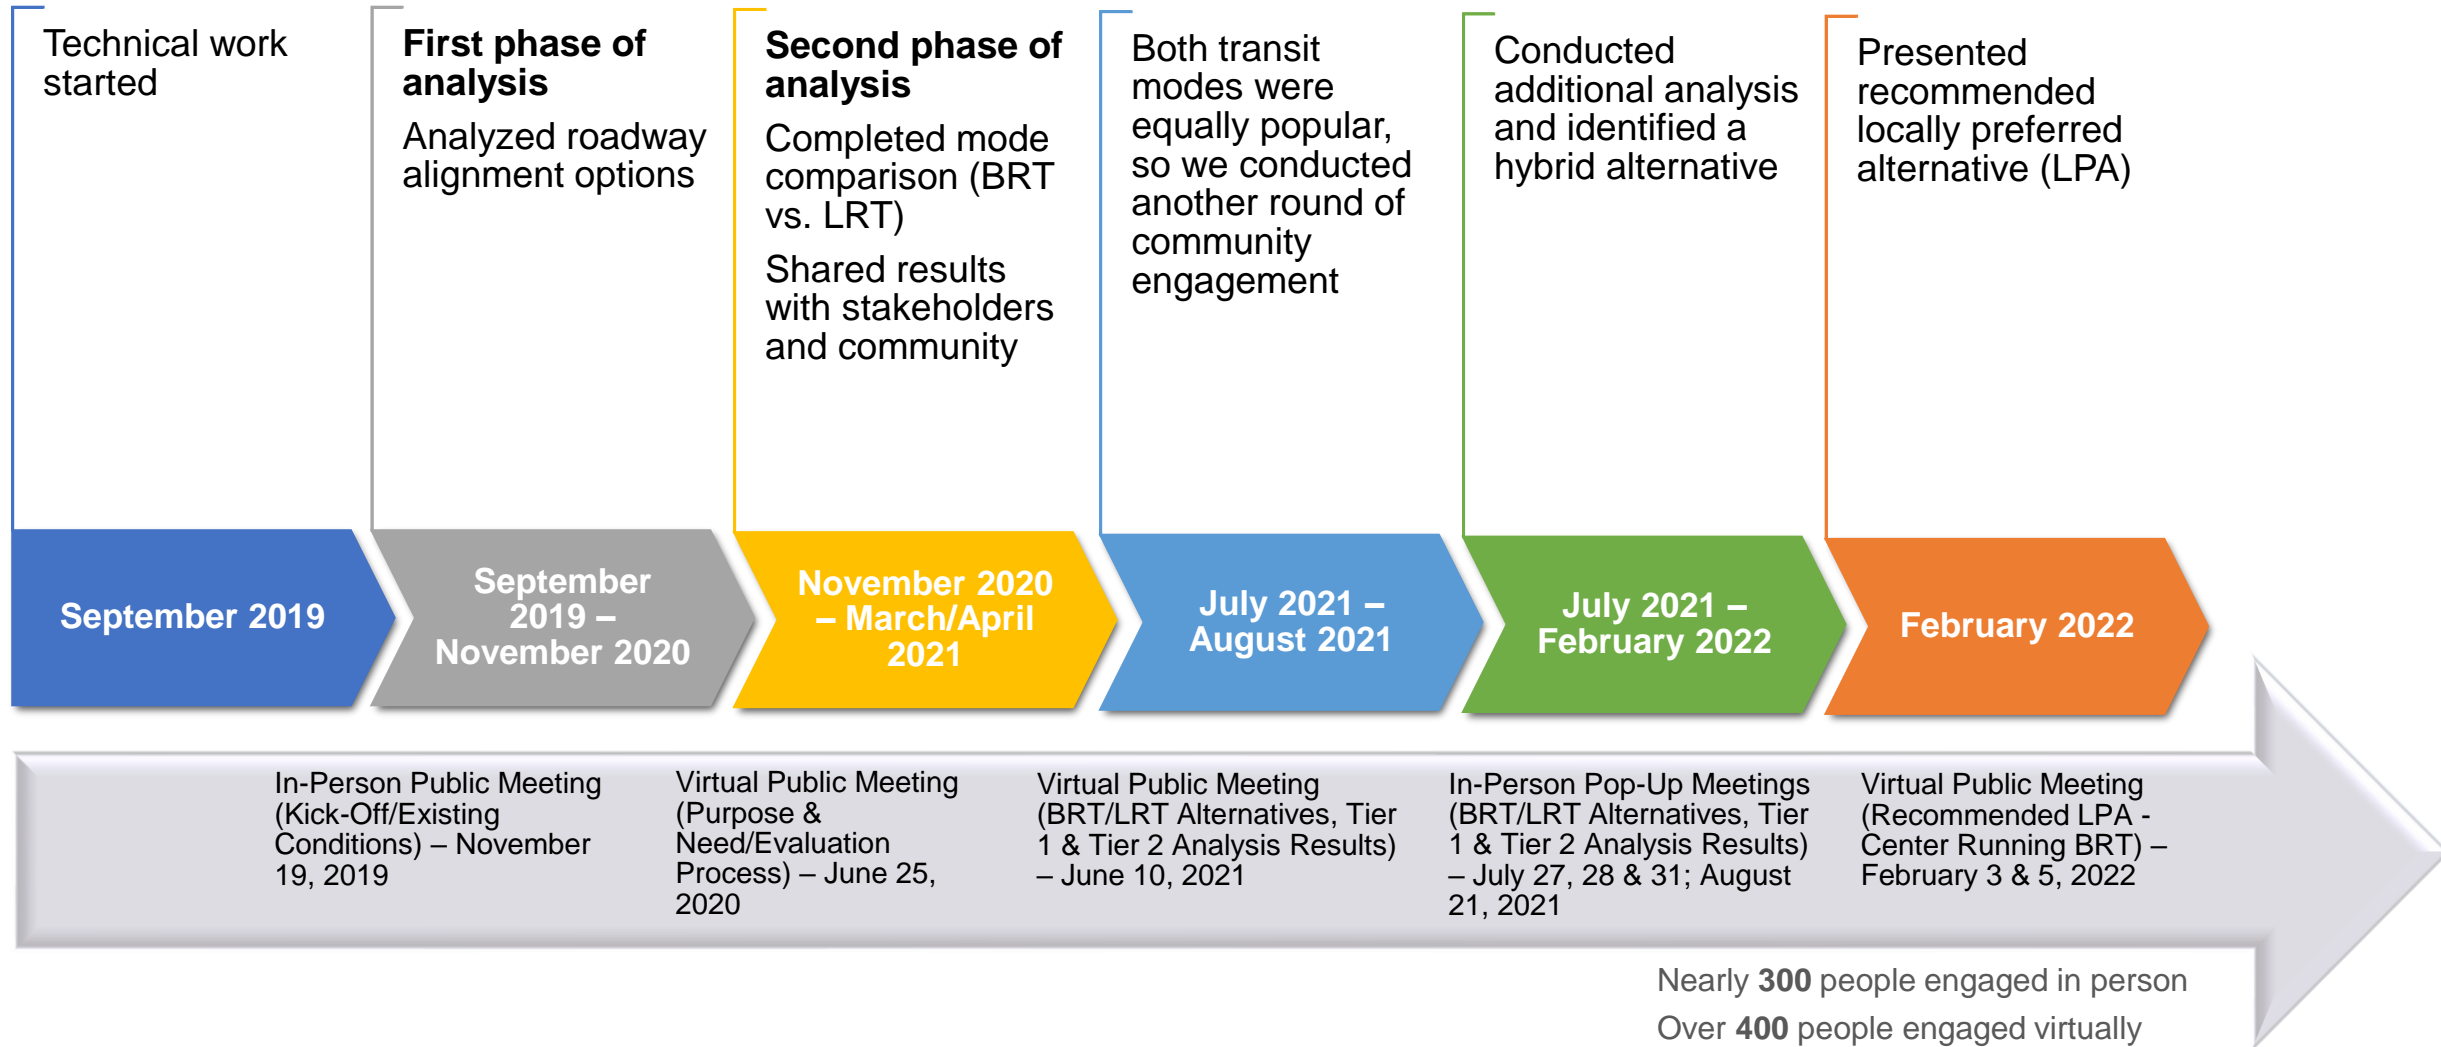 Technical work
started
First phase of
analysis
Analyzed roadway
alignment options
Second phase of
analysis
Completed mode
comparison (BRT
vs. LRT)
Shared results
with stakeholders
and community
Both transit
modes were
equally popular,
so we conducted
another round of
community
engagement
Conducted
additional analysis
and identified a
hybrid alternative
Presented
recommended
locally preferred
alternative (LPA)
September 2019
September
2019 –
November 2020
November 2020
– March/April
2021
July 2021 –
August 2021
July 2021 –
February 2022
February 2022
In-Person Public Meeting
(Kick-Off/Existing
Conditions) – November
19, 2019
Virtual Public Meeting
(Purpose &
Need/Evaluation
Process) – June 25,
2020
Virtual Public Meeting
(BRT/LRT Alternatives, Tier
1 & Tier 2 Analysis Results)
– June 10, 2021
In-Person Pop-Up Meetings
(BRT/LRT Alternatives, Tier
1 & Tier 2 Analysis Results)
– July 27, 28 & 31; August
21, 2021
Virtual Public Meeting
(Recommended LPA -
Center Running BRT) –
February 3 & 5, 2022
Nearly 300 people engaged in person
Over 400 people engaged virtually